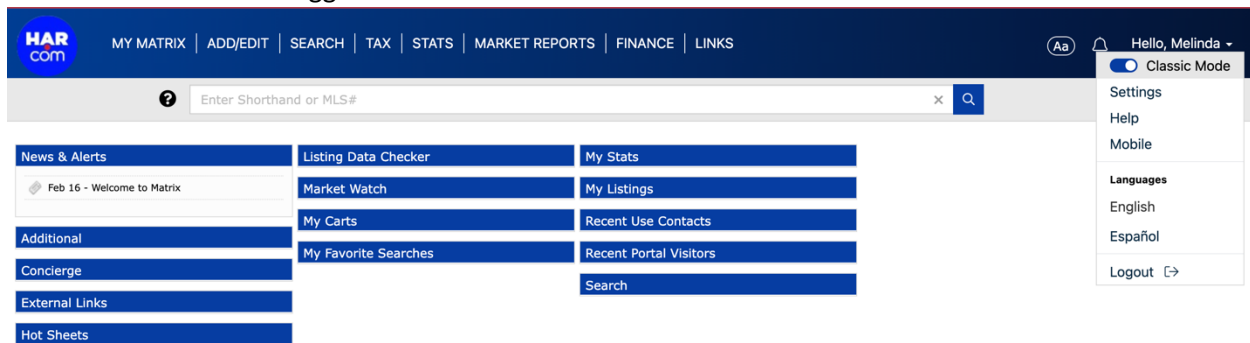 HAR
com
MY MATRIX | ADD/EDIT | SEARCH | TAX | STATS | MARKET REPORTS | FINANCE | LINKS
Aa
Hello, Melinda
Classic Mode
Settings
Help
Mobile
Languages
English
Español
Logout
?
Enter Shorthand or MLS#
News & Alerts
Feb 16 - Welcome to Matrix
Additional
Concierge
External Links
Hot Sheets
Listing Data Checker
Market Watch
My Carts
My Favorite Searches
My Stats
My Listings
Recent Use Contacts
Recent Portal Visitors
Search